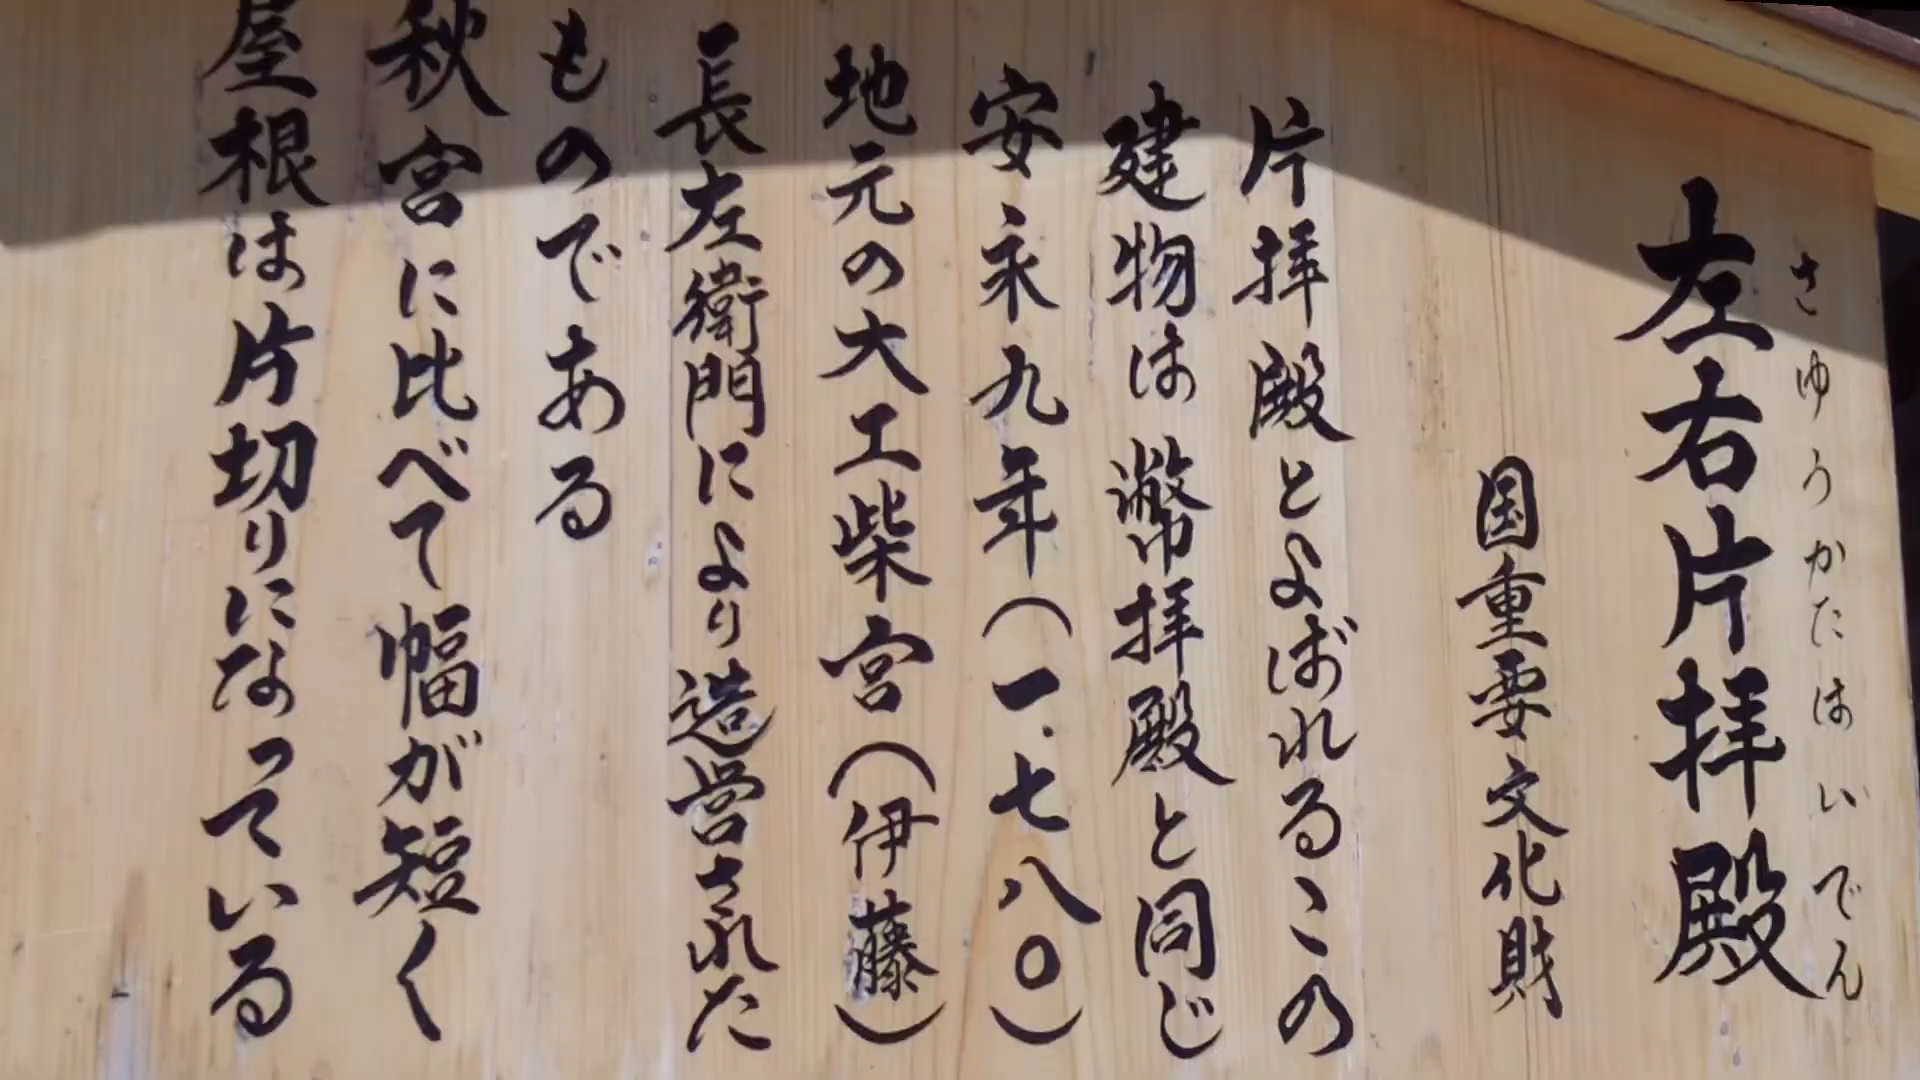 さゆうかたはいでん
左右片拝殿
国重要文化財
片拝殿とよばれるこの
建物は幣拝殿と同じ
安永九年(一七八〇)
地元の大工柴宮(伊藤)
長左衛門により造営された
ものである
秋宮に比べて幅が短く
屋根は片切りになっている